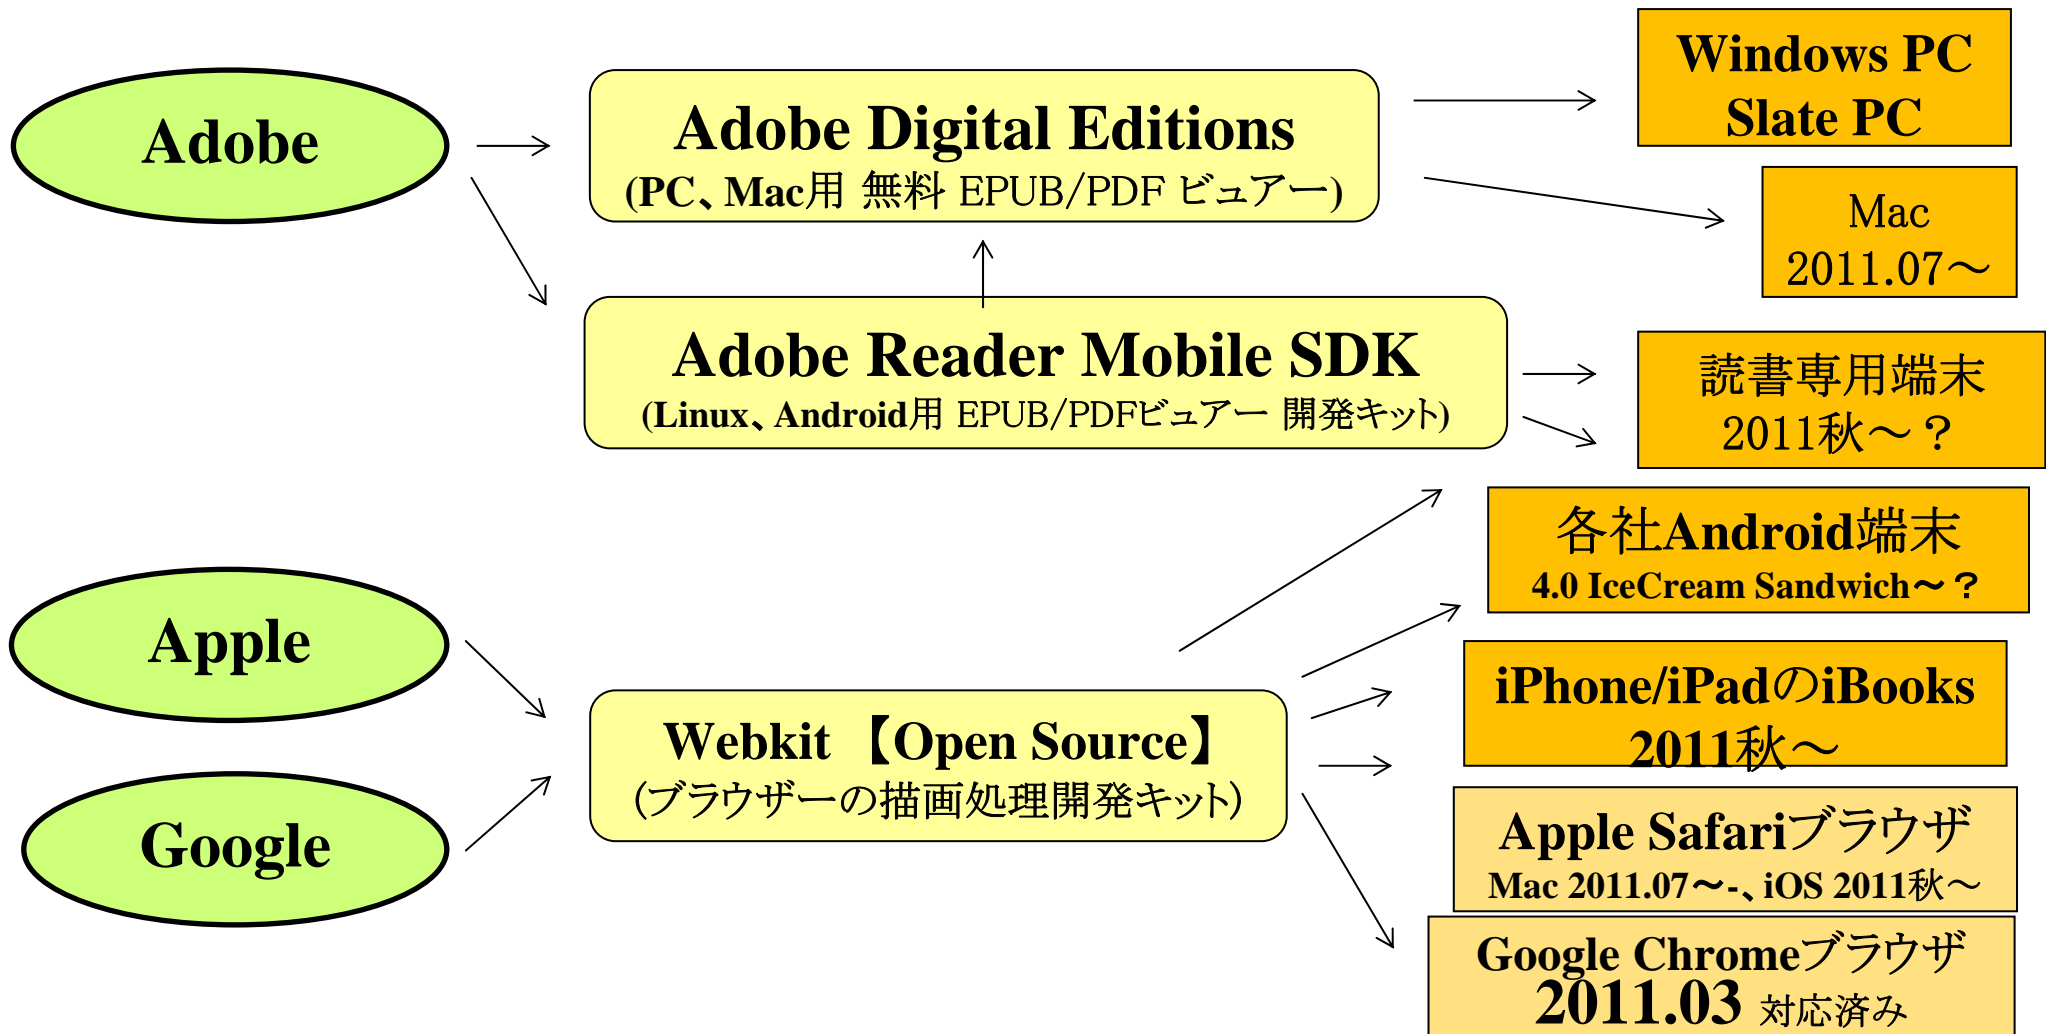 Adobe
Adobe Digital Editions
(PC、Mac用 無料 EPUB/PDF ビュアー)
Windows PC
Slate PC
Mac
2011.07～
Adobe Reader Mobile SDK
(Linux、Android用 EPUB/PDFビュアー 開発キット)
読書専用端末
2011秋～？
各社Android端末
4.0 IceCream Sandwich～？
Apple
Google
Webkit 【Open Source】
(ブラウザーの描画処理開発キット)
iPhone/iPadのiBooks
2011秋～
Apple Safariブラウザ
Mac 2011.07～-、iOS 2011秋～
Google Chromeブラウザ
2011.03 対応済み